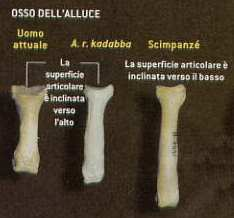 OSSO DELL'ALLUCE
Uomo
attuale
A. r. kadabba
Scimpanzé
La
superficie
articolare
è inclinata
verso
l'alto
La superficie articolare è
inclinata verso il basso